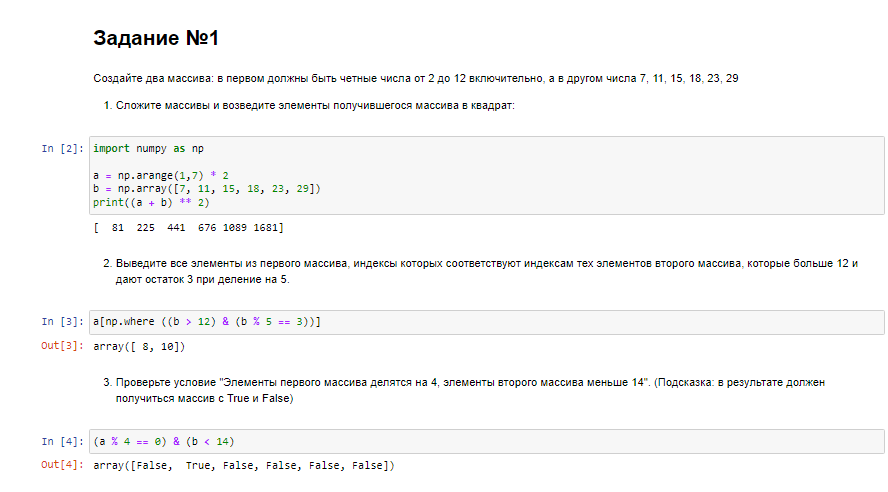 Задание №1
Создайте два массива: в первом должны быть четные числа от 2 до 12 включительно, а в другом числа 7, 11, 15, 18, 23, 29
1. Сложите массивы и возведите элементы получившегося массива в квадрат:
In [2]: import numpy as np
a = np.arange(1,7) * 2
b = np.array([7, 11, 15, 18, 23, 29])
print((a + b) ** 2)
[  81  225  441  676 1089 1681]
2. Выведите все элементы из первого массива, индексы которых соответствуют индексам тех элементов второго массива, которые больше 12 и
дают остаток 3 при деление на 5.
In [3]: a[np.where ((b > 12) & (b % 5 == 3))]
Out[3]: array([ 8, 10])
3. Проверьте условие "Элементы первого массива делятся на 4, элементы второго массива меньше 14". (Подсказка: в результате должен
получиться массив с True и False)
In [4]: (a % 4 == 0) & (b < 14)
Out[4]: array([False,  True, False, False, False, False])